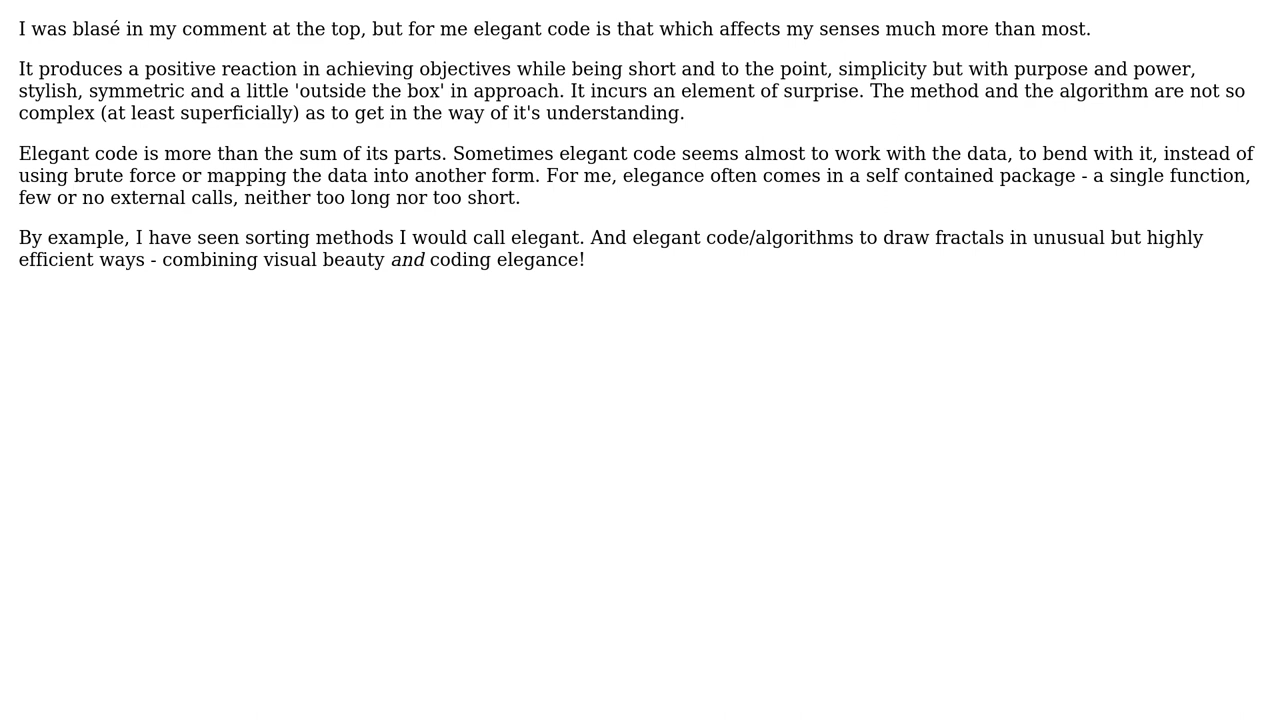 I was blasé in my comment at the top, but for me elegant code is that which affects my senses much more than most.
It produces a positive reaction in achieving objectives while being short and to the point, simplicity but with purpose and power,
stylish, symmetric and a little 'outside the box' in approach. It incurs an element of surprise. The method and the algorithm are not so
complex (at least superficially) as to get in the way of it's understanding.
Elegant code is more than the sum of its parts. Sometimes elegant code seems almost to work with the data, to bend with it, instead of
using brute force or mapping the data into another form. For me, elegance often comes in a self contained package - a single function,
few or no external calls, neither too long nor too short.
By example, I have seen sorting methods I would call elegant. And elegant code/algorithms to draw fractals in unusual but highly
efficient ways - combining visual beauty and coding elegance!